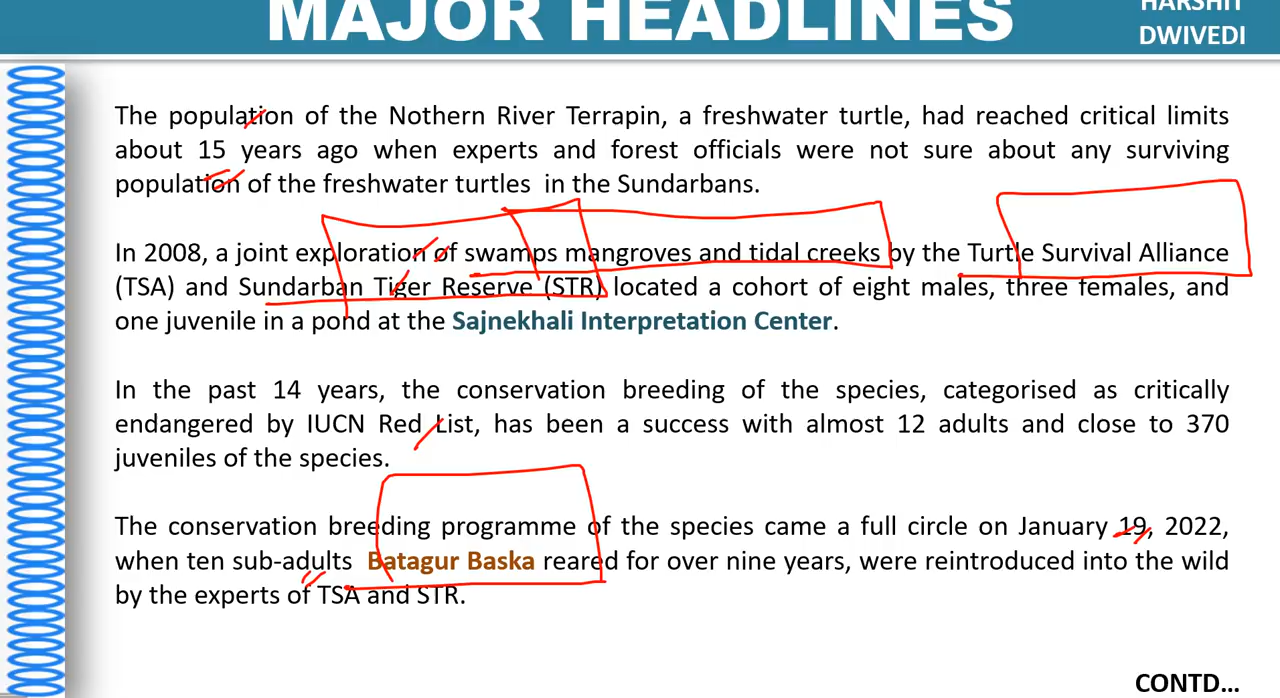 MAJOR HEADLINES
HARSHIT
DWIVEDI
The population of the Nothern River Terrapin, a freshwater turtle, had reached critical limits
about 15 years ago when experts and forest officials were not sure about any surviving
population of the freshwater turtles in the Sundarbans.
In 2008, a joint exploration of swamps mangroves and tidal creeks by the Turtle Survival Alliance
(TSA) and Sundarban Tiger Reserve (STR) located a cohort of eight males, three females, and
one juvenile in a pond at the Sajnekhali Interpretation Center.
In the past 14 years, the conservation breeding of the species, categorised as critically
endangered by IUCN Red List, has been a success with almost 12 adults and close to 370
juveniles of the species.
The conservation breeding programme of the species came a full circle on January 19, 2022,
when ten sub-adults Batagur Baska reared for over nine years, were reintroduced into the wild
by the experts of TSA and STR.
CONTD...